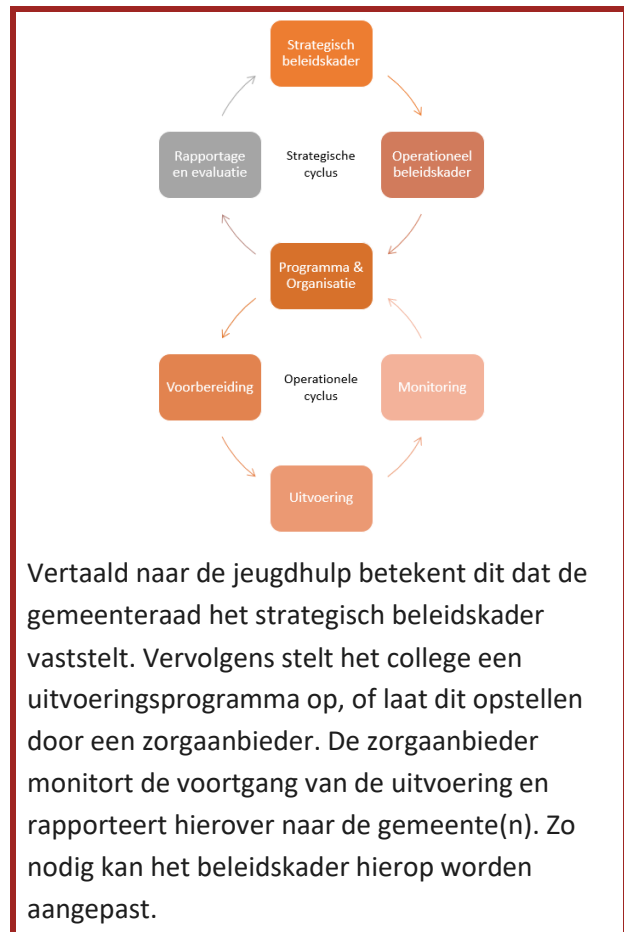 Strategisch
beleidskader
Rapportage
en evaluatie
Strategische
cyclus
Operationeel
beleidskader
Programma &
Organisatie
Voorbereiding
Operationele
cyclus
Monitoring
Uitvoering
Vertaald naar de jeugdhulp betekent dit dat de
gemeenteraad het strategisch beleidskader
vaststelt. Vervolgens stelt het college een
uitvoeringsprogramma op, of laat dit opstellen
door een zorgaanbieder. De zorgaanbieder
monitort de voortgang van de uitvoering en
rapporteert hierover naar de gemeente(n). Zo
nodig kan het beleidskader hierop worden
aangepast.